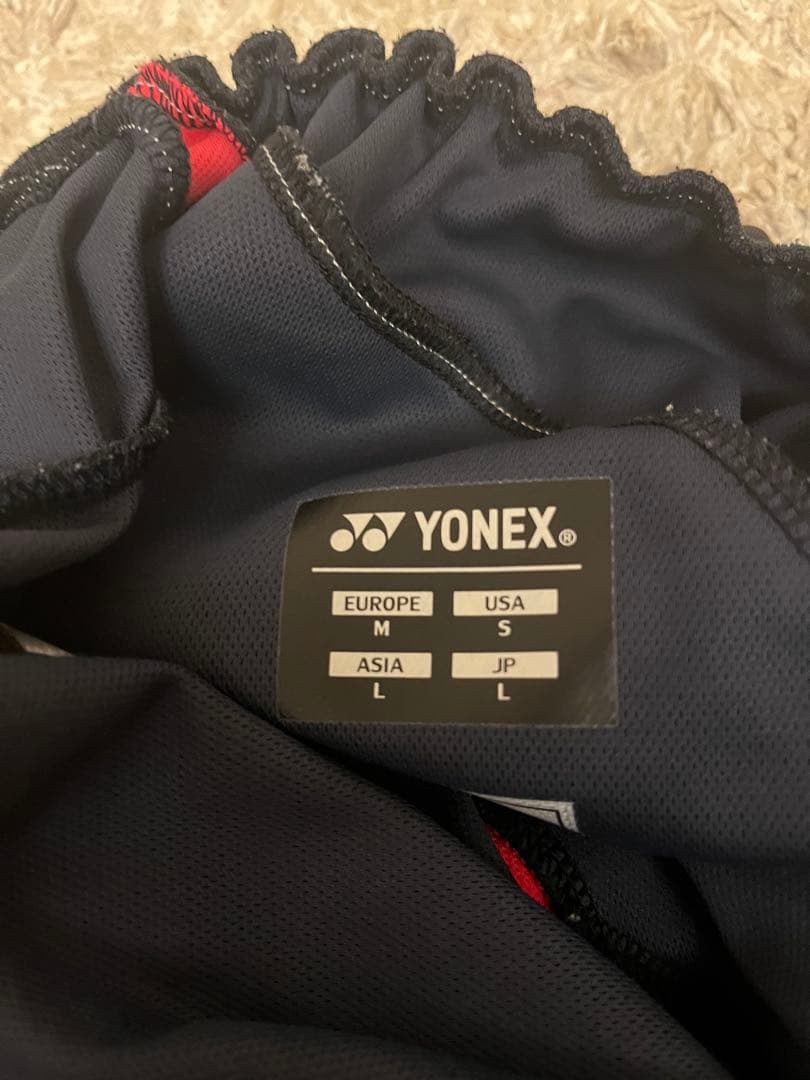 YONEX®
EUROPE USA
M S
ASIA JP
L L